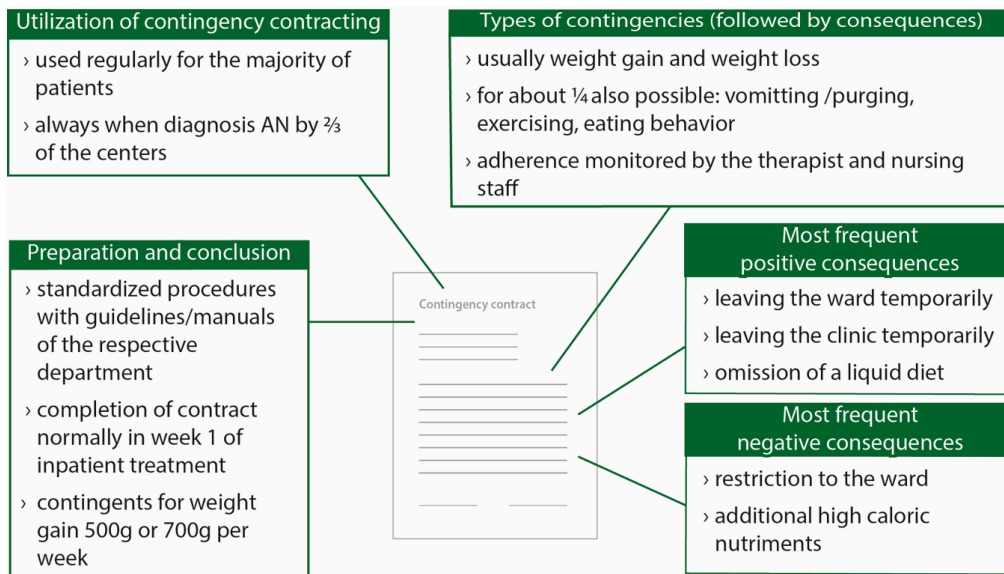 Utilization of contingency contracting
› used regularly for the majority of
patients
› always when diagnosis AN by ⅔
of the centers
Types of contingencies (followed by consequences)
› usually weight gain and weight loss
› for about ¼ also possible: vomitting /purging,
exercising, eating behavior
› adherence monitored by the therapist and nursing
staff
Preparation and conclusion
› standardized procedures
with guidelines/manuals
of the respective
department
› completion of contract
normally in week 1 of
inpatient treatment
› contingents for weight
gain 500g or 700g per
week
Contingency contract
Most frequent
positive consequences
› leaving the ward temporarily
› leaving the clinic temporarily
› omission of a liquid diet
Most frequent
negative consequences
› restriction to the ward
› additional high caloric
nutriments